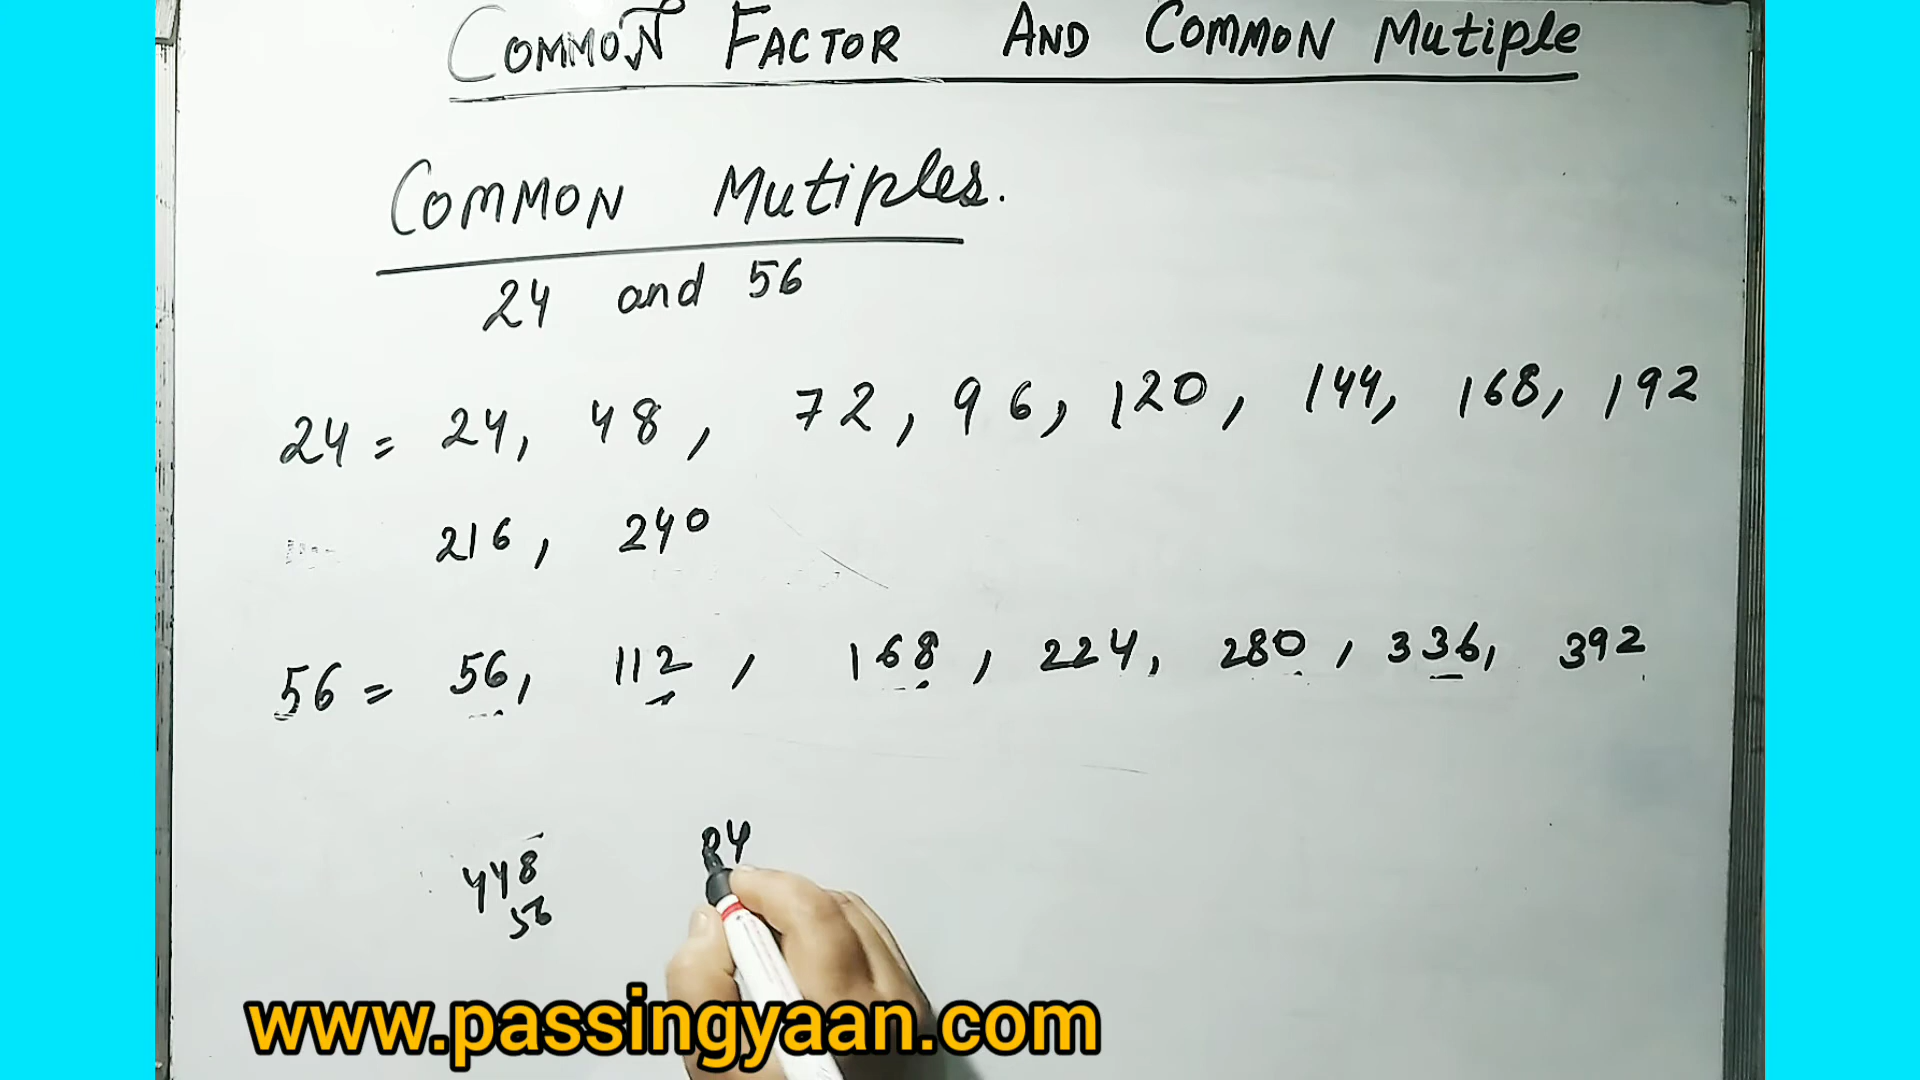 COMMON FACTOR AND COMMON MUTIPLE
COMMON MUTIPLES.
24 and 56
24 = 24, 48, 72, 96, 120, 144, 168, 192
216, 240
56 = 56, 112, 168, 224, 280, 336, 392
448
56
www.passingyaan.com